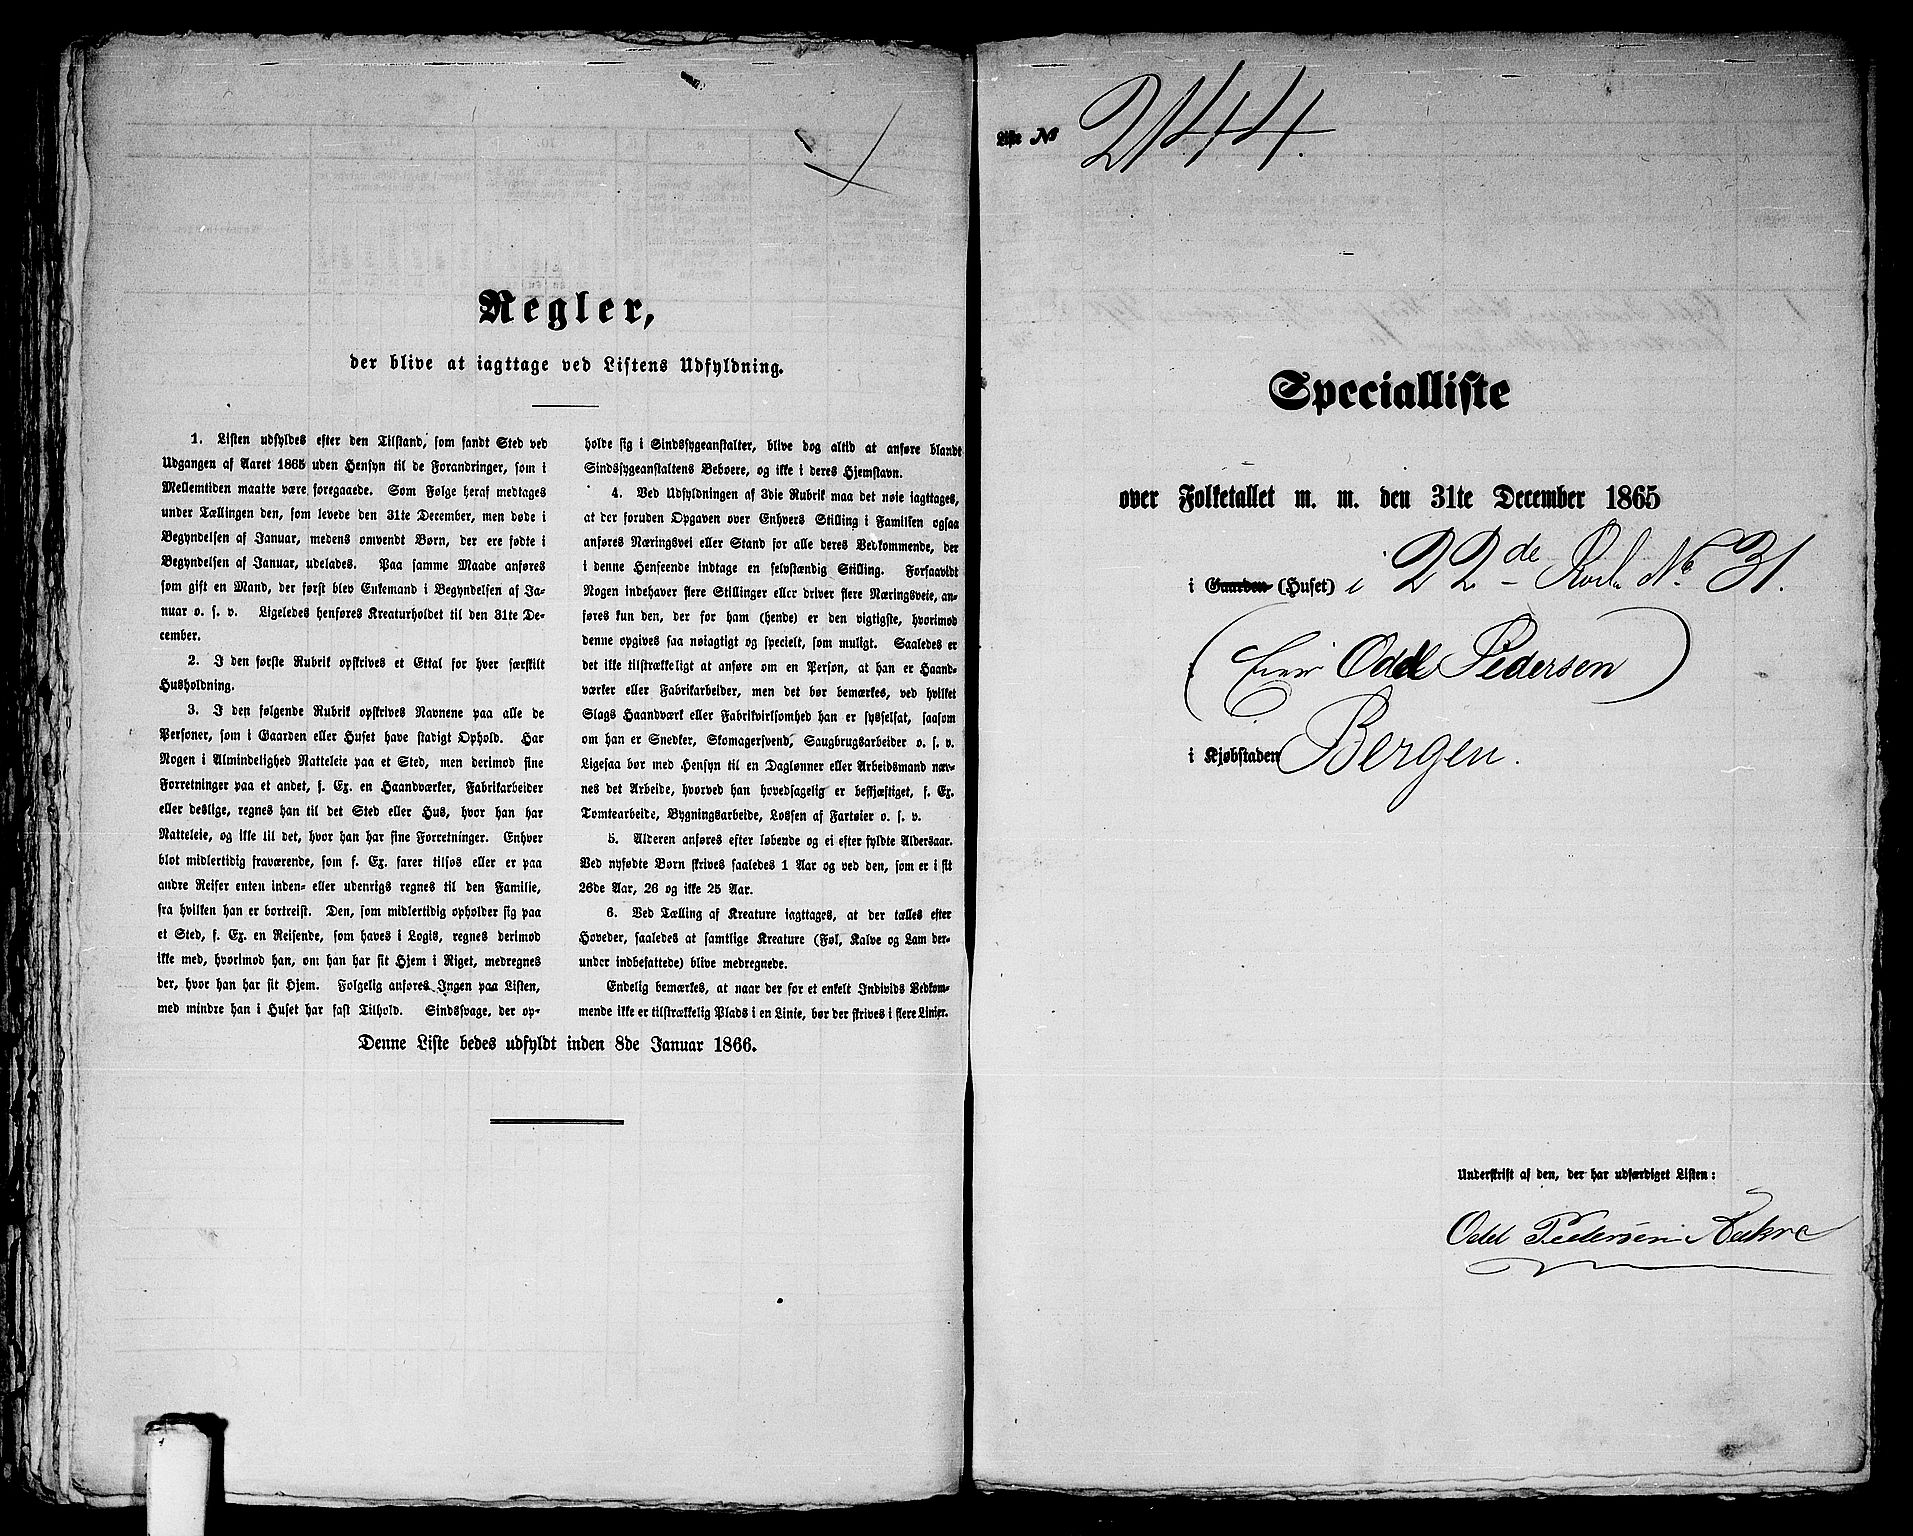 Regler,
der blive at iagttage ved Listens Udfyldning.
1. Listen udfyldes efter den Tilstand, som fandt Sted ved
Udgangen af Aaret 1865 uden Hensyn til de Forandringer, som i
Mellemtiden maatte være foregaaede. Som Følge heraf medtages
under Tællingen den, som levede den 31te December, men døde i
Begyndelsen af Januar, medens omvendt Børn, der ere fødte i
Begyndelsen af Januar, udelades. Paa samme Maade anføres
som gift en Mand, der først blev Enkemand i Begyndelsen af Ja-
nuar o. s. v. Ligeledes henføres Kreaturholdet til den 31te De-
cember.
2. I den første Rubrik opskrives et Ettal for hver særskilt
Husholdning.
3. I den følgende Rubrik opskrives Navnene paa alle de
Personer, som i Gaarden eller Huset have stadigt Ophold. Har
Nogen i Almindelighed Natteleie paa et Sted, men derimod sine
Forretninger paa et andet, f. Ex. en Haandværker, Fabrikarbeider
eller deslige, regnes han til det Sted eller Hus, hvor han har
Natteleie, og ikke til det, hvor han har sine Forretninger. Enhver
blot midlertidig fraværende, som f. Ex. farer tilsøs eller er paa
andre Reiser enten inden- eller udenrigs regnes til den Familie,
fra hvilken han er bortreist. Den, som midlertidig opholder sig paa
et Sted, f. Ex. en Reisende, som haves i Logis, regnes derimod
ikke med, hvorimod han, om han har sit Hjem i Riget, medregnes
der, hvor han har sit Hjem. Følgelig anføres Ingen paa Listen,
med mindre han i Huset har fast Tilhold. Sindssvage, der op-
holde sig i Sindssygeanstalter, blive dog altid at anføre blandt
Sindssygeanstaltens Beboere, og ikke i deres Hjemstavn.
4. Ved Udfyldningen af 3die Rubrik maa det nøie iagttages,
at der foruden Opgaven over Enhvers Stilling i Familien ogsaa
anføres Næringsvei eller Stand for alle deres Vedkommende, der
i denne Henseende indtage en selvstændig Stilling. Forsaavidt
Nogen indehaver flere Stillinger eller driver flere Næringsveie, an-
føres kun den, der for ham (hende) er den vigtigste, hvorimod
denne opgives saa nøiagtigt og specielt, som muligt. Saaledes er
det ikke tilstrækkeligt at anføre om en Person, at han er Haand-
værker eller Fabrikarbeider, men det bør bemærkes, ved hvilket
Slags Haandværk eller Fabrikvirksomhed han er sysselsat, saasom
om han er Snedker, Skomagersvend, Saugbrugsarbeider o. s. v.
Ligesaa bør med Hensyn til en Daglønner eller Arbeidsmand næv-
nes det Arbeide, hvorved han hovedsagelig er beskjæftiget, f. Ex.
Tomtearbeide, Bygningsarbeide, Lossen af Fartøier o. s. v.
5. Alderen anføres efter løbende og ei efter fyldte Aldersaar.
Ved nyfødte Børn skrives saaledes 1 Aar og ved den, som er i sit
26de Aar, 26 og ikke 25 Aar.
6. Ved Tælling af Kreature iagttages, at der tælles efter
Hoveder, saaledes at samtlige Kreature (Føl, Kalve og Lam der-
under indbefattede) blive medregnede.
Endelig bemærkes, at naar der for et enkelt Individs Vedkom-
mende ikke er tilstrækkelig Plads i en Linie, bør der skrives i flere Linier.
Denne Liste bedes udfyldt inden 8de Januar 1866.
Liste No 2144.
Specialliste
over Folketallet m. m. den 31te December 1865
i Gaarden (Huset) i 22de Rode No 31.
(Eier Odd Pedersen)
i Kjøbstaden Bergen.
Underskrift af den, der har udfærdiget Listen:
Odd Pedersen Aakre